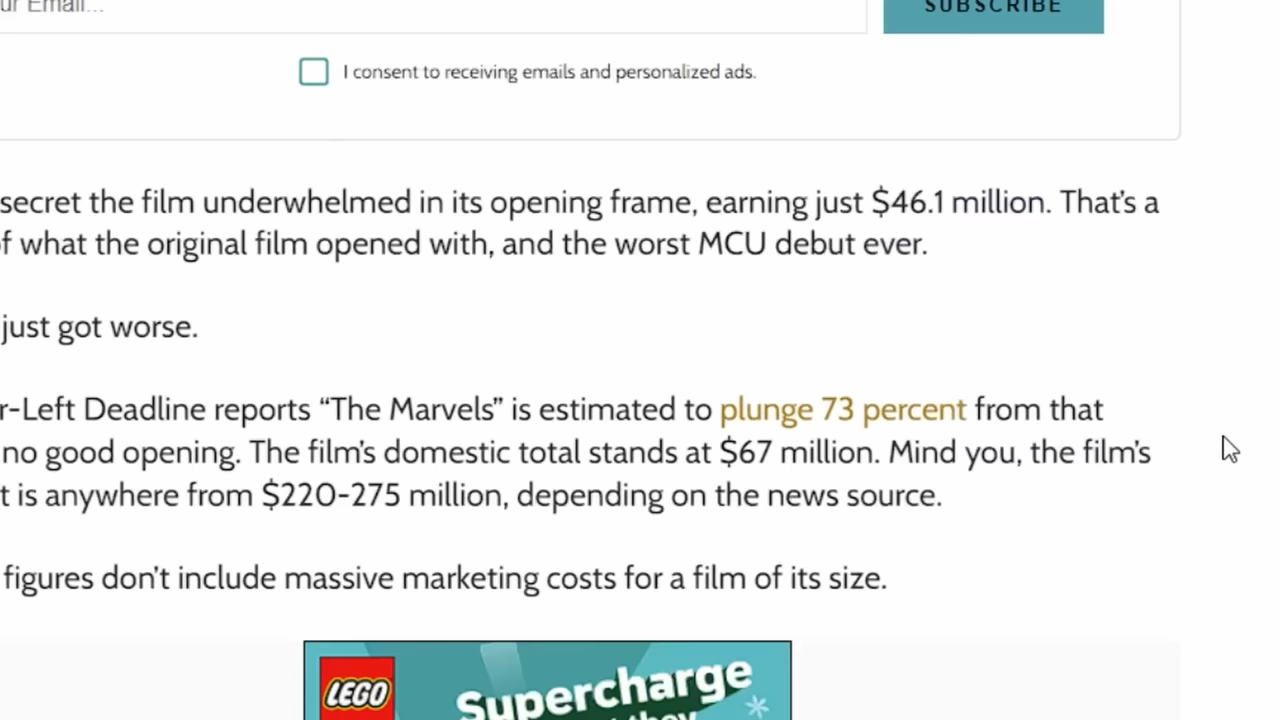 ur Email...
SUBSCRIBE
I consent to receiving emails and personalized ads.
secret the film underwhelmed in its opening frame, earning just $46.1 million. That's a
f what the original film opened with, and the worst MCU debut ever.
just got worse.
r-Left Deadline reports “The Marvels” is estimated to plunge 73 percent from that
no good opening. The film's domestic total stands at $67 million. Mind you, the film's
t is anywhere from $220-275 million, depending on the news source.
figures don't include massive marketing costs for a film of its size.
LEGO
Supercharge
they